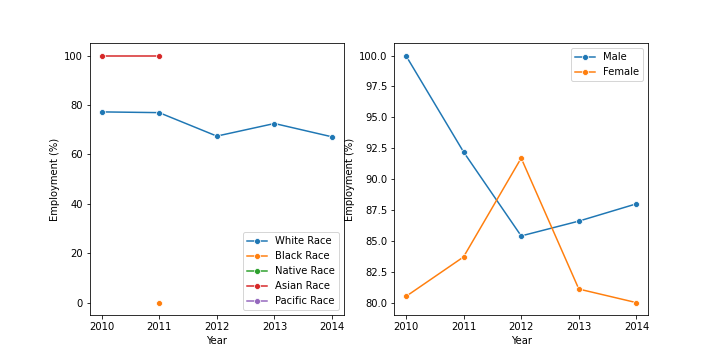 100
80
60
40
20
0
Employment (%)
2010 2011 2012 2013 2014
Year
White Race
Black Race
Native Race
Asian Race
Pacific Race
100.0
97.5
95.0
92.5
90.0
87.5
85.0
82.5
80.0
Employment (%)
2010 2011 2012 2013 2014
Year
Male
Female